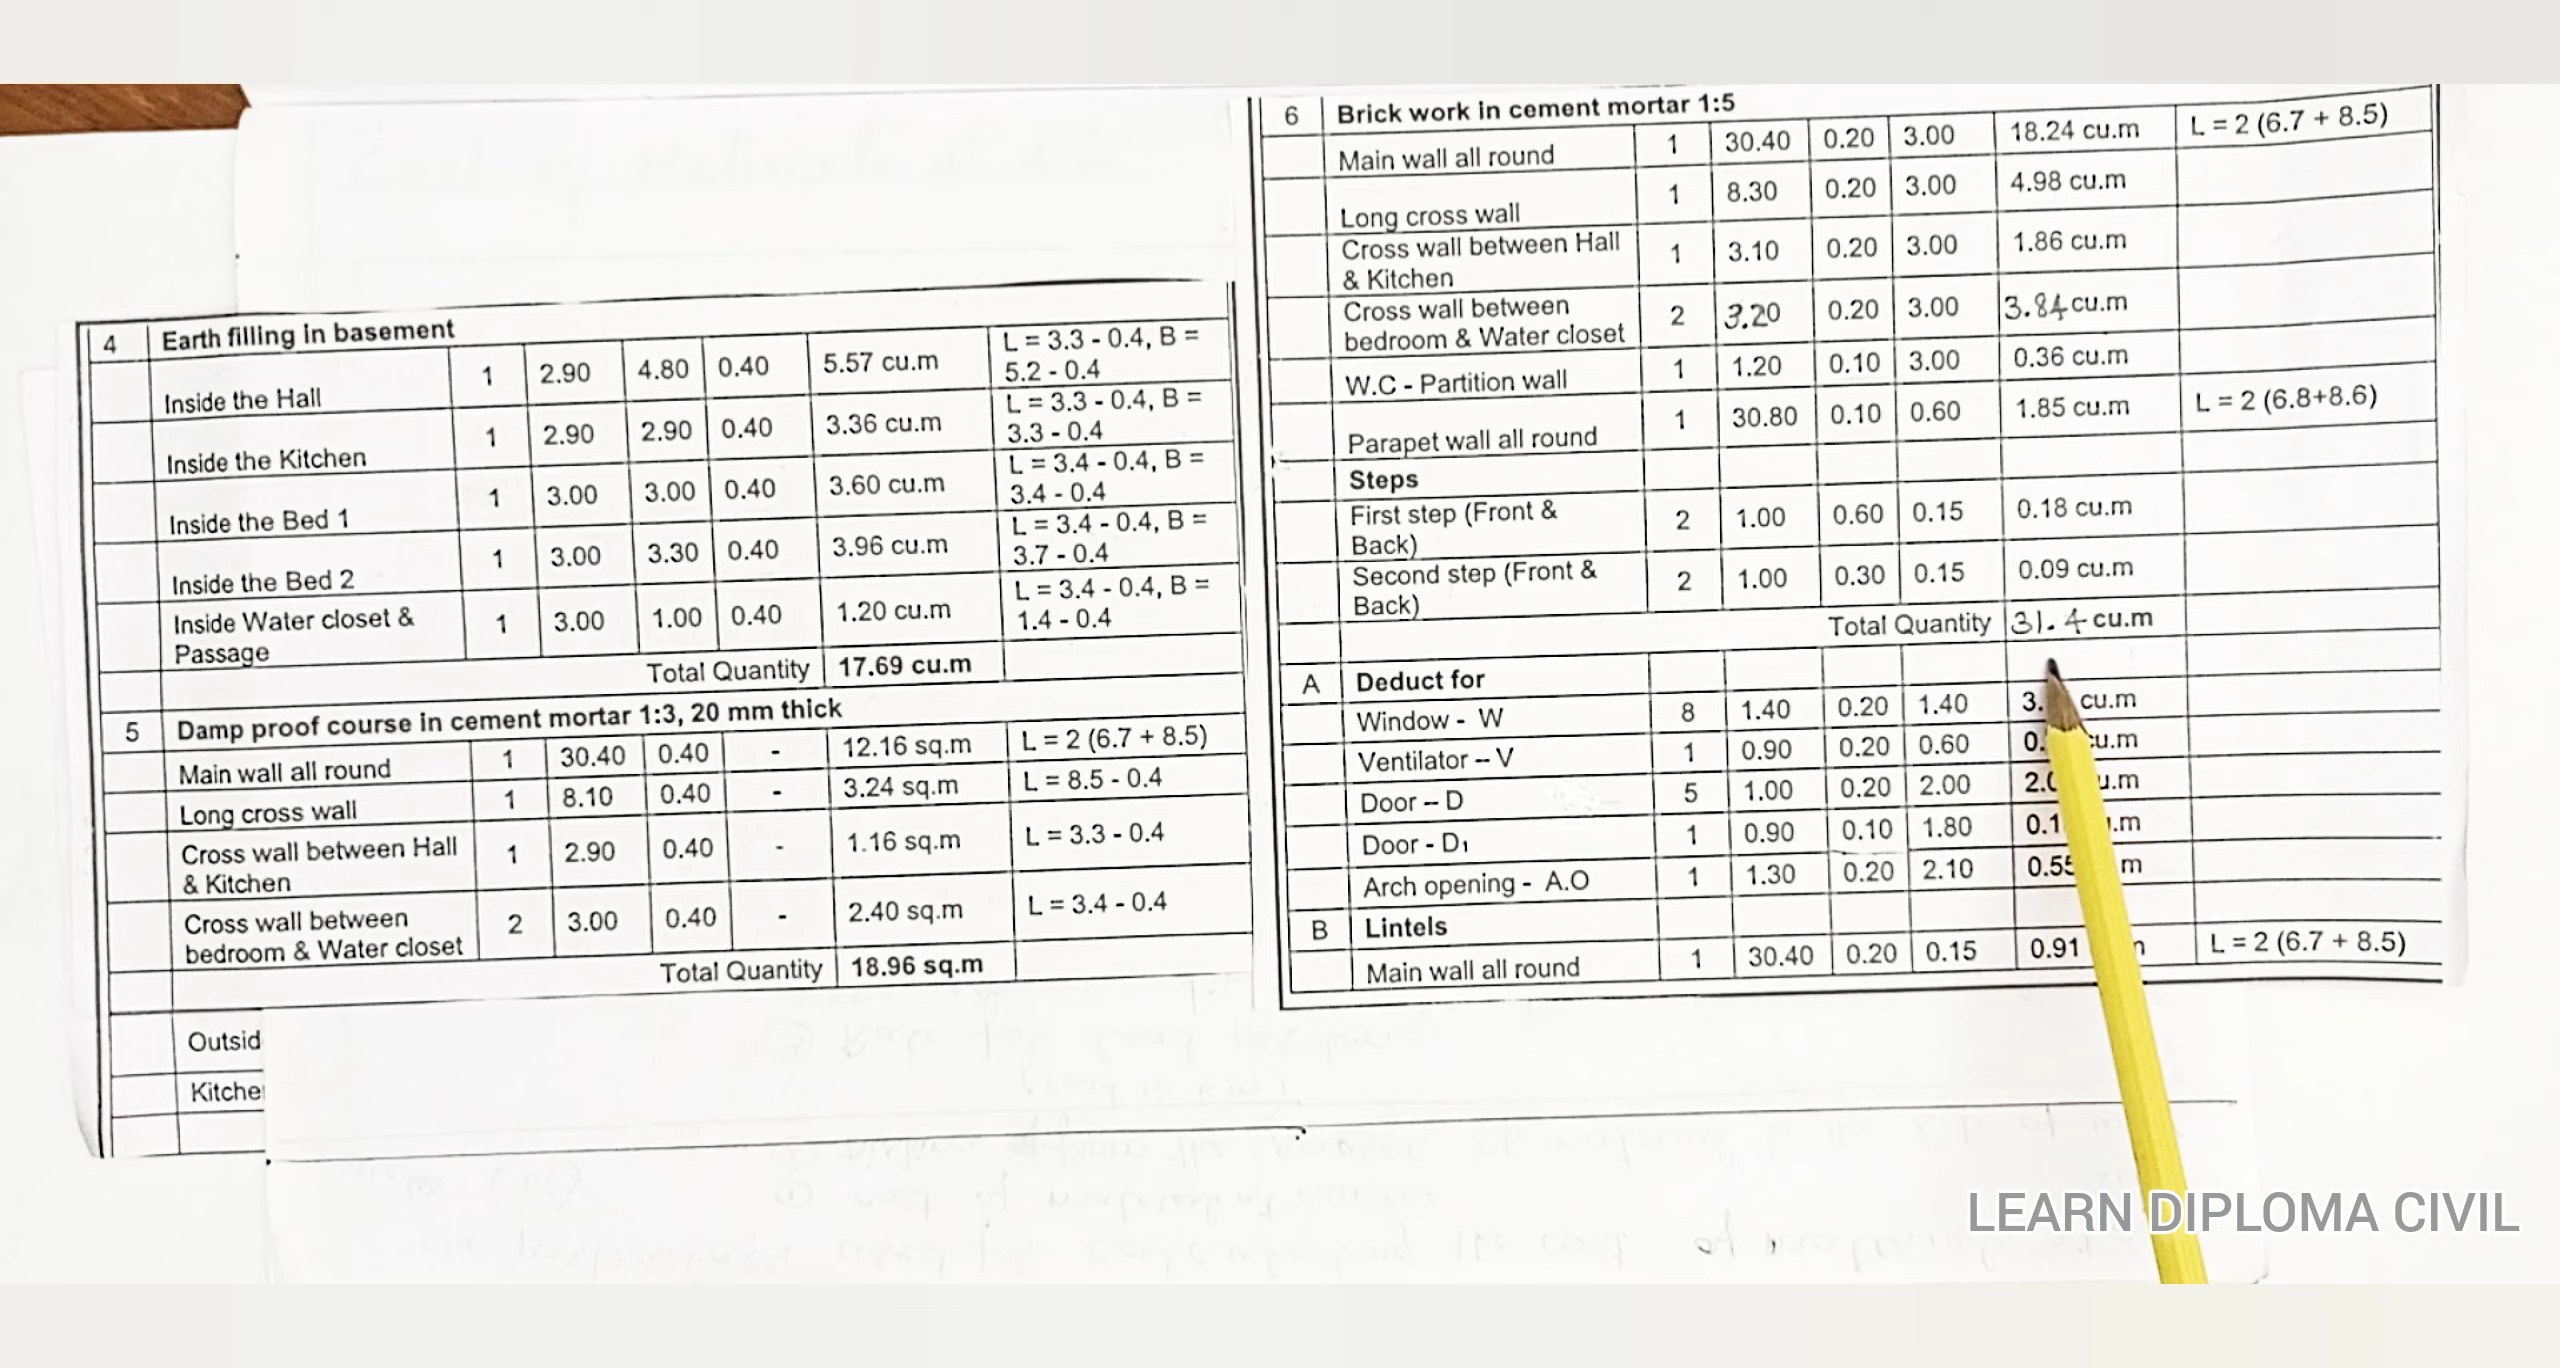 4 Earth filling in basement
Inside the Hall 1 2.90 4.80 0.40 5.57 cu.m L = 3.3 - 0.4, B = 5.2 - 0.4
Inside the Kitchen 1 2.90 2.90 0.40 3.36 cu.m L = 3.3 - 0.4, B = 3.3 - 0.4
Inside the Bed 1 1 3.00 3.00 0.40 3.60 cu.m L = 3.4 - 0.4, B = 3.4 - 0.4
Inside the Bed 2 1 3.00 3.30 0.40 3.96 cu.m L = 3.4 - 0.4, B = 3.7 - 0.4
Inside Water closet & Passage 1 3.00 1.00 0.40 1.20 cu.m L = 3.4 - 0.4, B = 1.4 - 0.4
Total Quantity 17.69 cu.m
5 Damp proof course in cement mortar 1:3, 20 mm thick
Main wall all round 1 30.40 0.40 - 12.16 sq.m L = 2 (6.7 + 8.5)
Long cross wall 1 8.10 0.40 - 3.24 sq.m L = 8.5 - 0.4
Cross wall between Hall & Kitchen 1 2.90 0.40 - 1.16 sq.m L = 3.3 - 0.4
Cross wall between bedroom & Water closet 2 3.00 0.40 - 2.40 sq.m L = 3.4 - 0.4
Total Quantity 18.96 sq.m
Outsid
Kitche
6 Brick work in cement mortar 1:5
Main wall all round 1 30.40 0.20 3.00 18.24 cu.m L = 2 (6.7 + 8.5)
Long cross wall 1 8.30 0.20 3.00 4.98 cu.m
Cross wall between Hall & Kitchen 1 3.10 0.20 3.00 1.86 cu.m
Cross wall between bedroom & Water closet 2 3.20 0.20 3.00 3.84 cu.m
W.C - Partition wall 1 1.20 0.10 3.00 0.36 cu.m
Parapet wall all round 1 30.80 0.10 0.60 1.85 cu.m L = 2 (6.8+8.6)
Steps
First step (Front & Back) 2 1.00 0.60 0.15 0.18 cu.m
Second step (Front & Back) 2 1.00 0.30 0.15 0.09 cu.m
Total Quantity 31.4 cu.m
A Deduct for
Window - W 8 1.40 0.20 1.40 3. cu.m
Ventilator -- V 1 0.90 0.20 0.60 0. cu.m
Door -- D 5 1.00 0.20 2.00 2.0 u.m
Door - D1 1 0.90 0.10 1.80 0.1 .m
Arch opening - A.O 1 1.30 0.20 2.10 0.55 m
B Lintels
Main wall all round 1 30.40 0.20 0.15 0.91 L = 2 (6.7 + 8.5)
LEARN DIPLOMA CIVIL